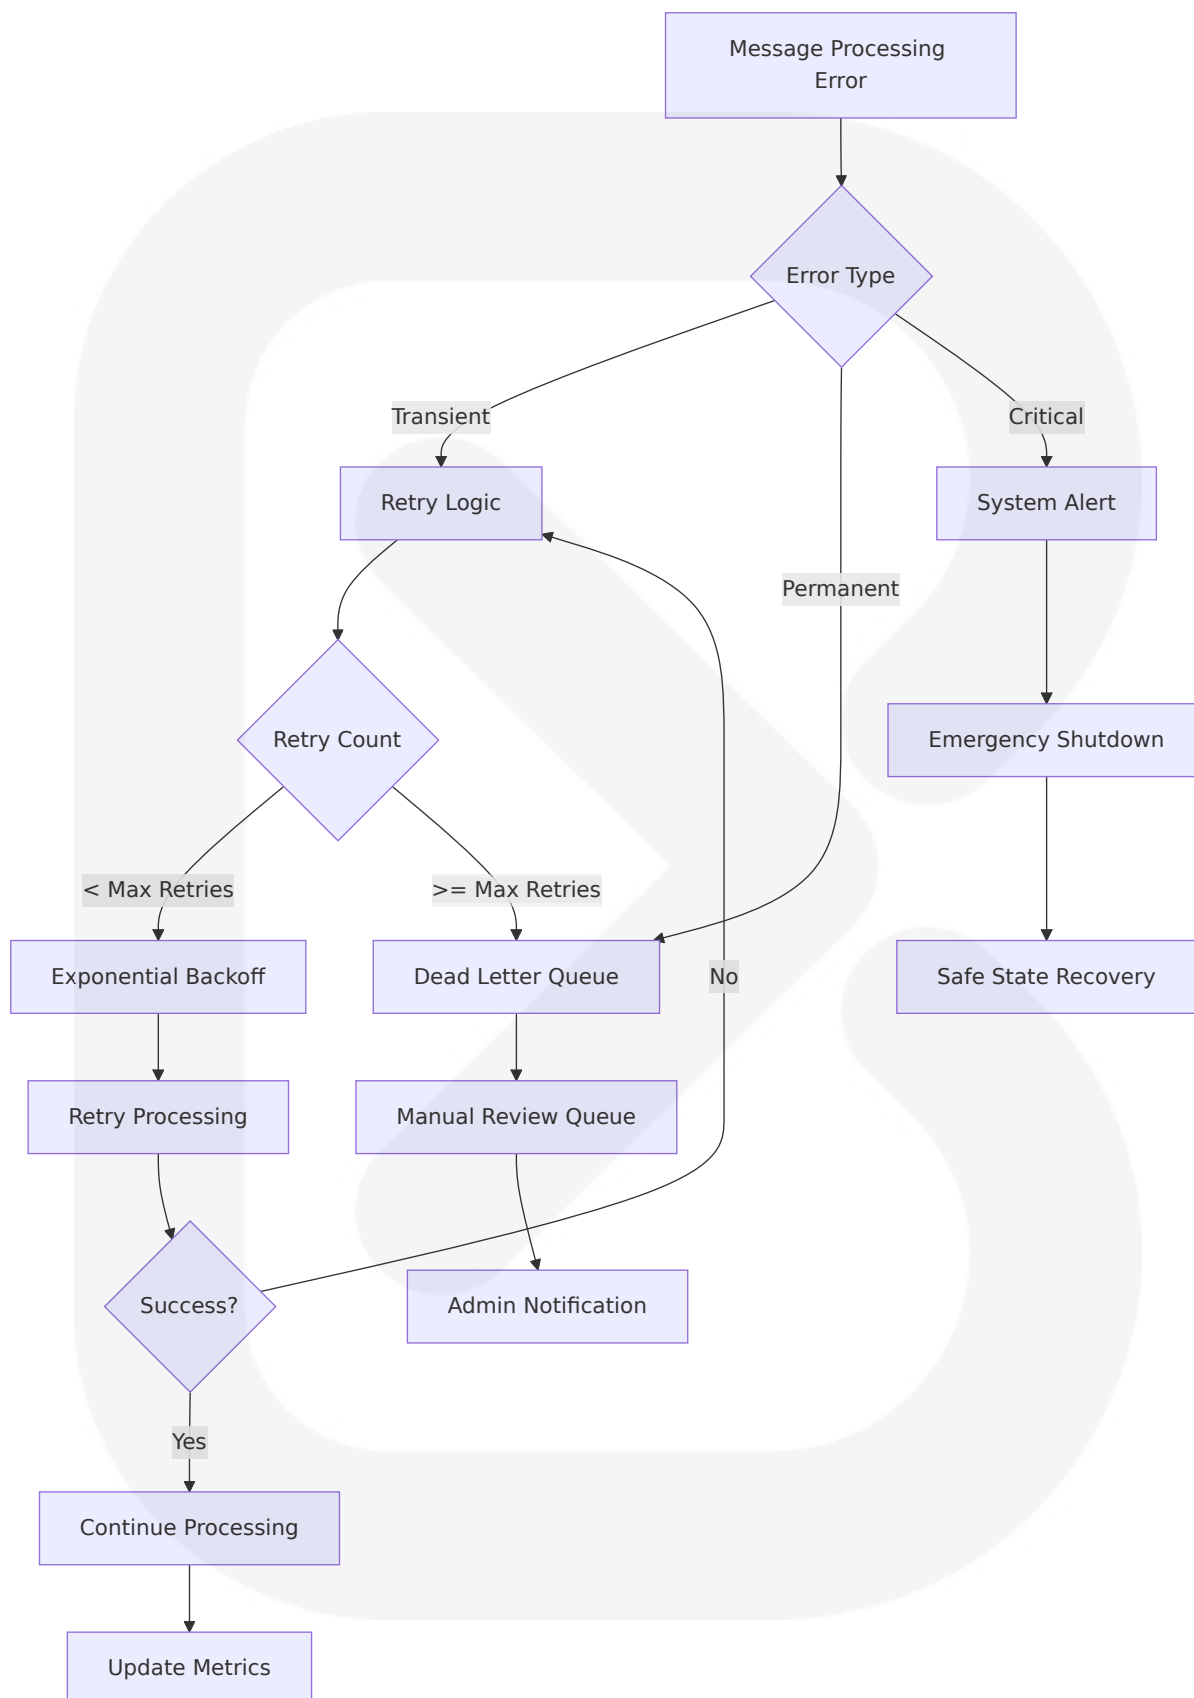 Message Processing
Error
Error Type
Transient
Critical
Retry Logic
System Alert
Permanent
Retry Count
Emergency Shutdown
< Max Retries
>= Max Retries
Exponential Backoff
Dead Letter Queue
No
Safe State Recovery
Retry Processing
Manual Review Queue
Success?
Admin Notification
Yes
Continue Processing
Update Metrics